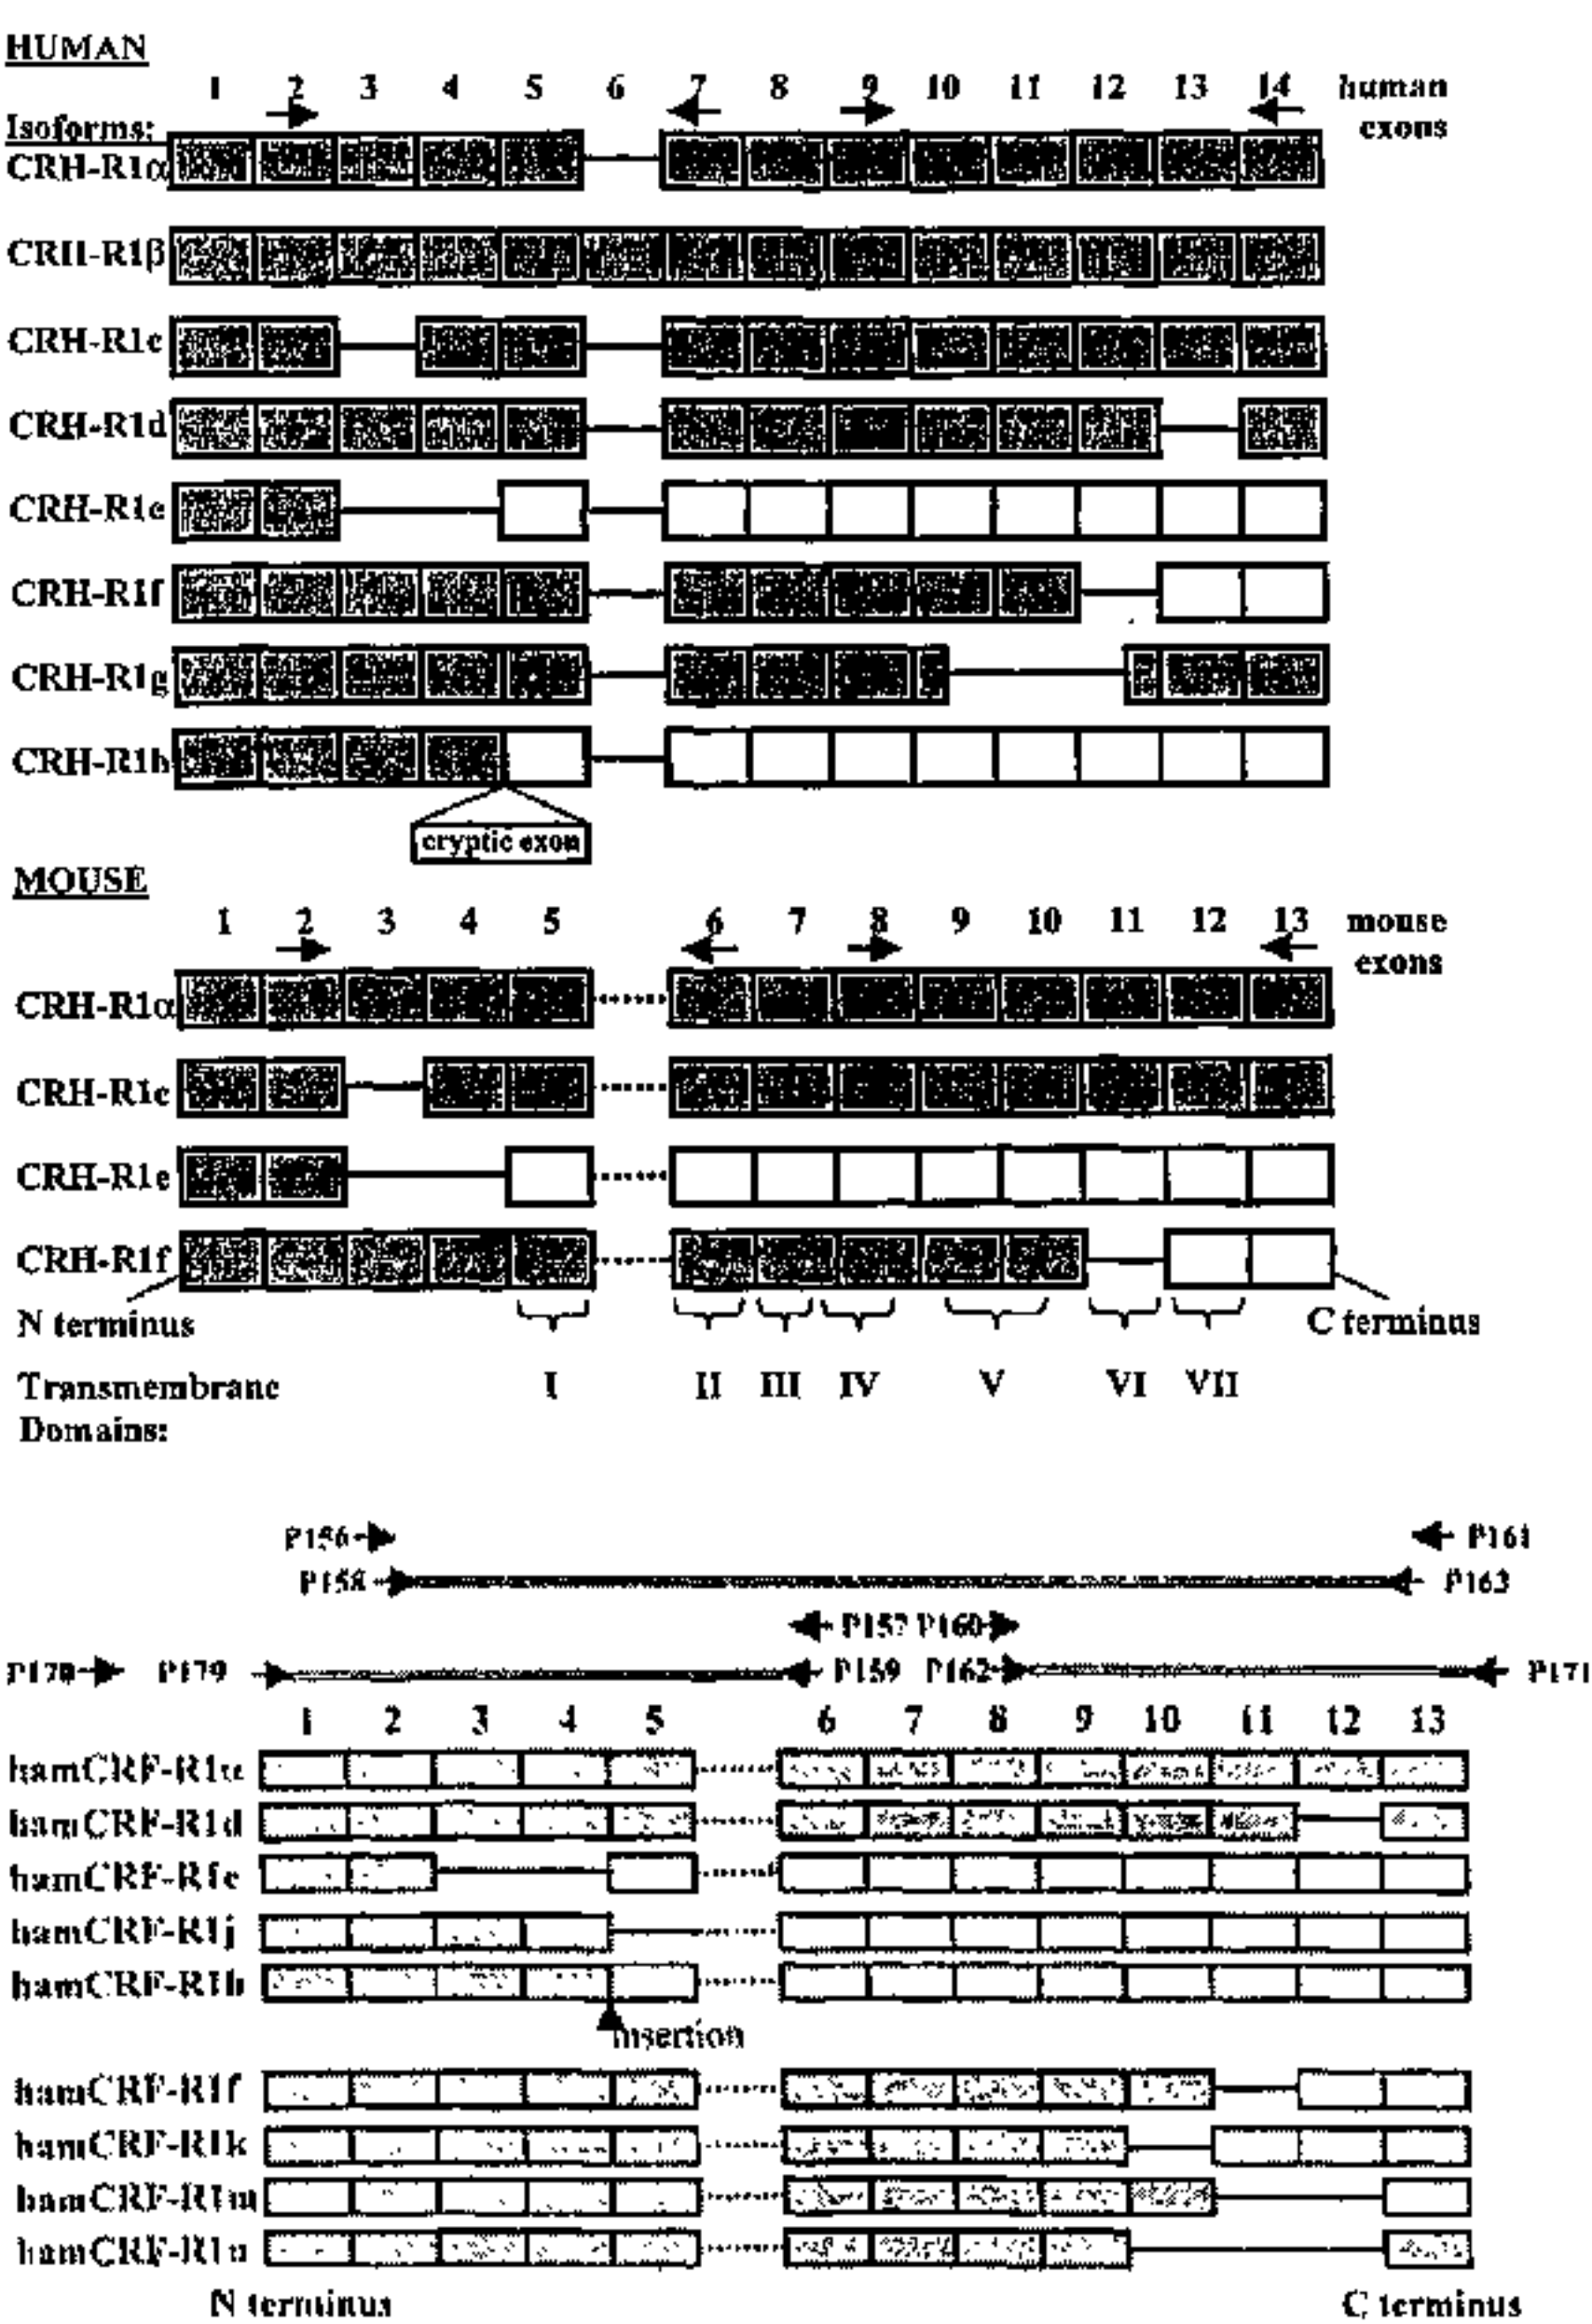 HUMAN
1 2 3 4 5 6 7 8 9 10 11 12 13 14 human exons
Isoforms:
CRH-R1α
CRH-R1β
CRH-R1c
CRH-R1d
CRH-R1e
CRH-R1f
CRH-R1g
CRH-R1h
cryptic exon
MOUSE
1 2 3 4 5 6 7 8 9 10 11 12 13 mouse exons
CRH-R1α
CRH-R1c
CRH-R1e
CRH-R1f
N terminus
C terminus
Transmembrane I II III IV V VI VII
Domains:
P156 P161
P158 P163
P157 P160
P170 P179 P159 P162 P171
1 2 3 4 5 6 7 8 9 10 11 12 13
hamCRF-R1α
hamCRF-R1d
hamCRF-R1e
hamCRF-R1j
hamCRF-R1h
insertion
hamCRF-R1f
hamCRF-R1k
hamCRF-R1m
hamCRF-R1n
N terminus C terminus